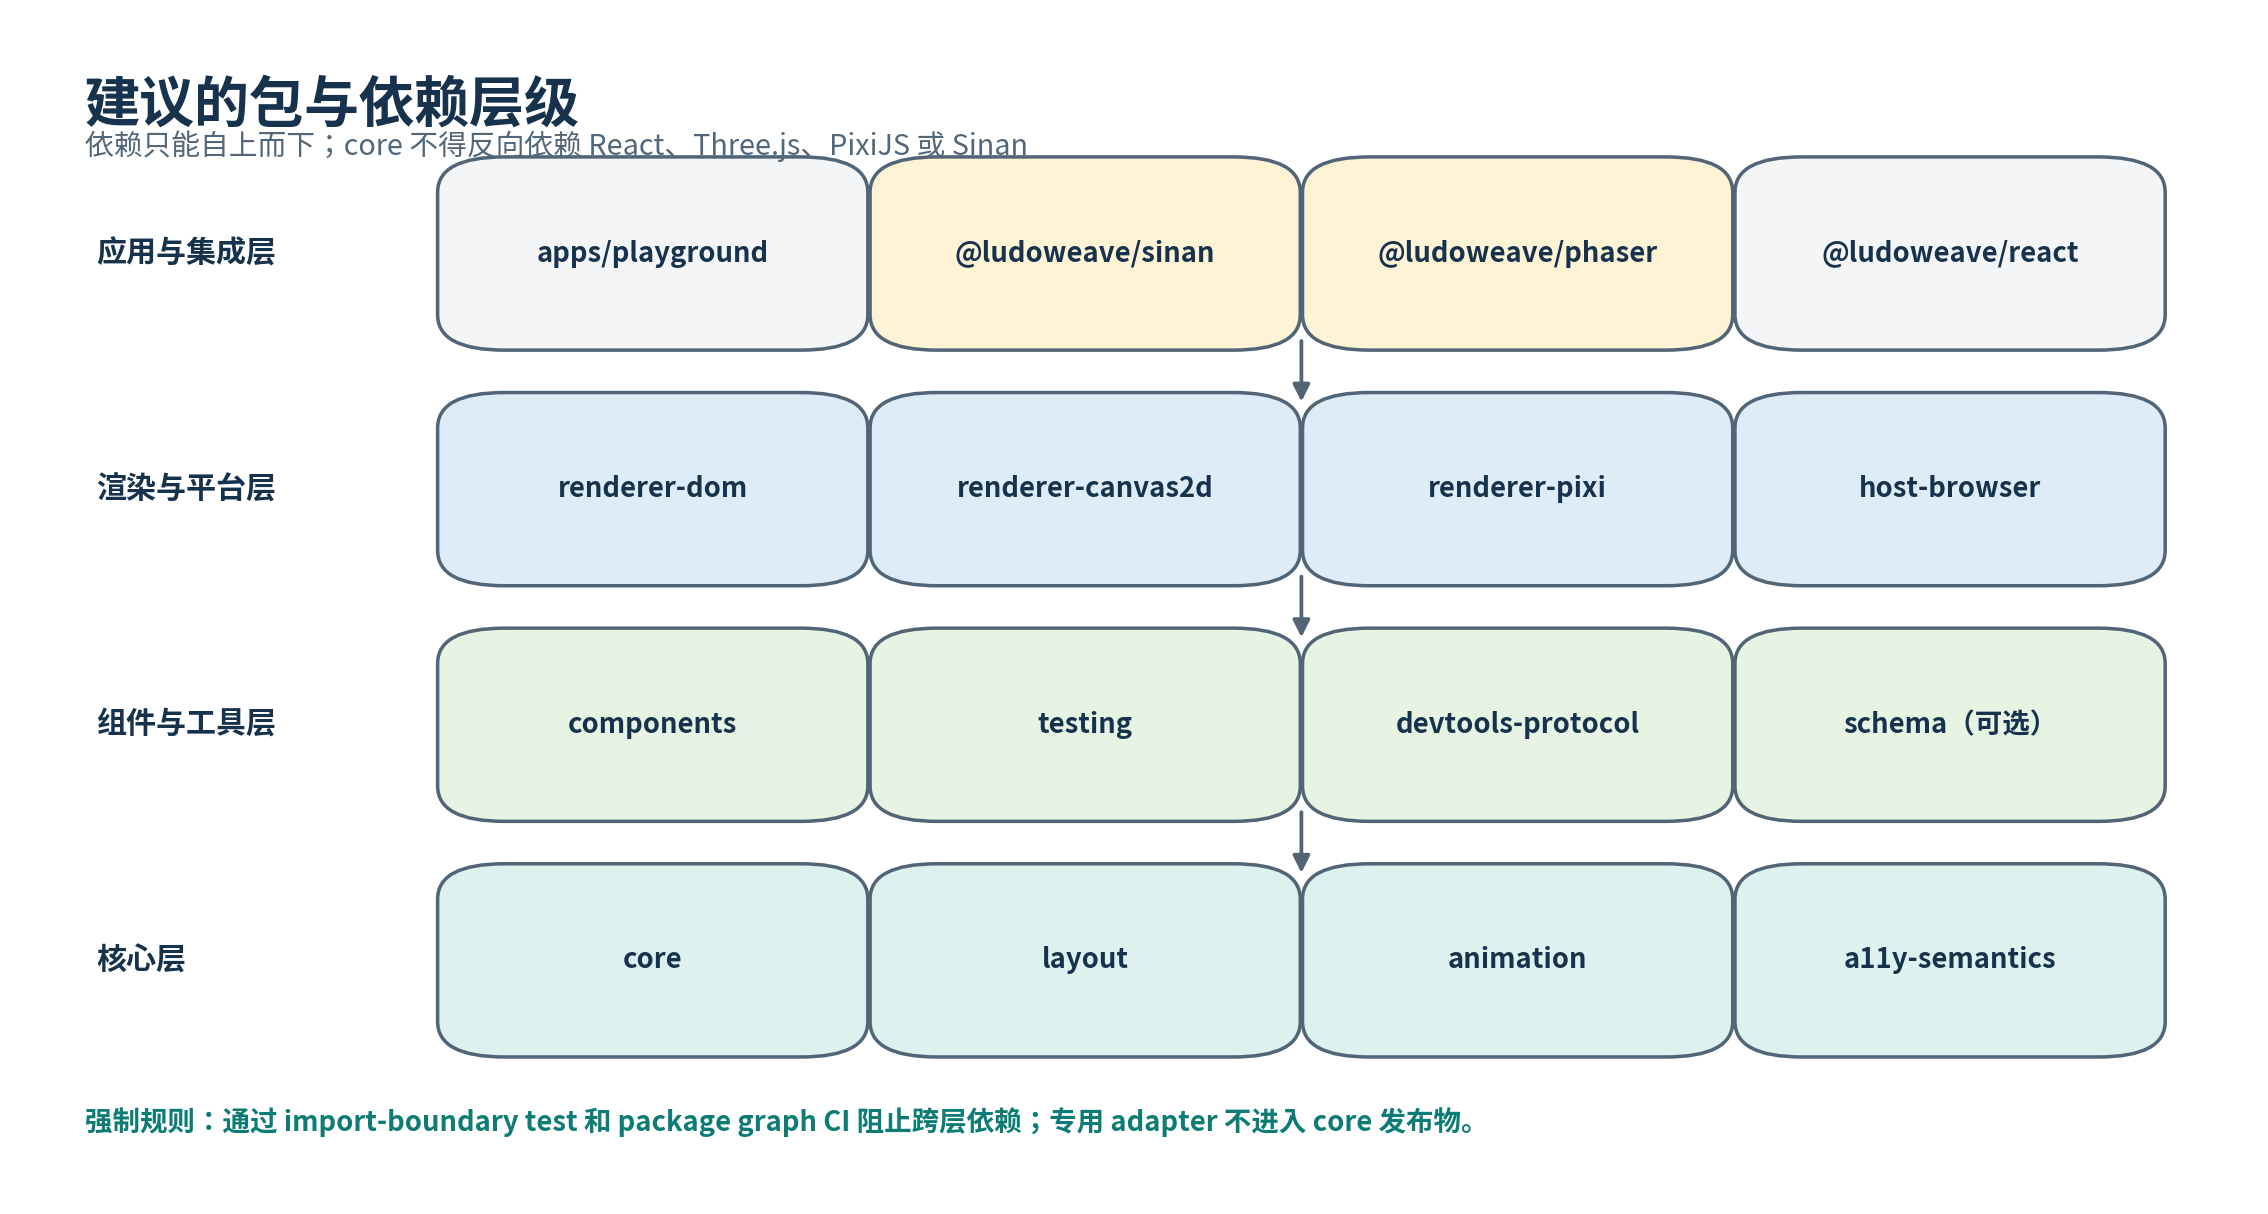 建议的包与依赖层级
依赖只能自上而下；core 不得反向依赖 React、Three.js、PixiJS 或 Sinan
应用与集成层
apps/playground
@ludoweave/sinan
@ludoweave/phaser
@ludoweave/react
渲染与平台层
renderer-dom
renderer-canvas2d
renderer-pixi
host-browser
组件与工具层
components
testing
devtools-protocol
schema（可选）
核心层
core
layout
animation
a11y-semantics
强制规则：通过 import-boundary test 和 package graph CI 阻止跨层依赖；专用 adapter 不进入 core 发布物。